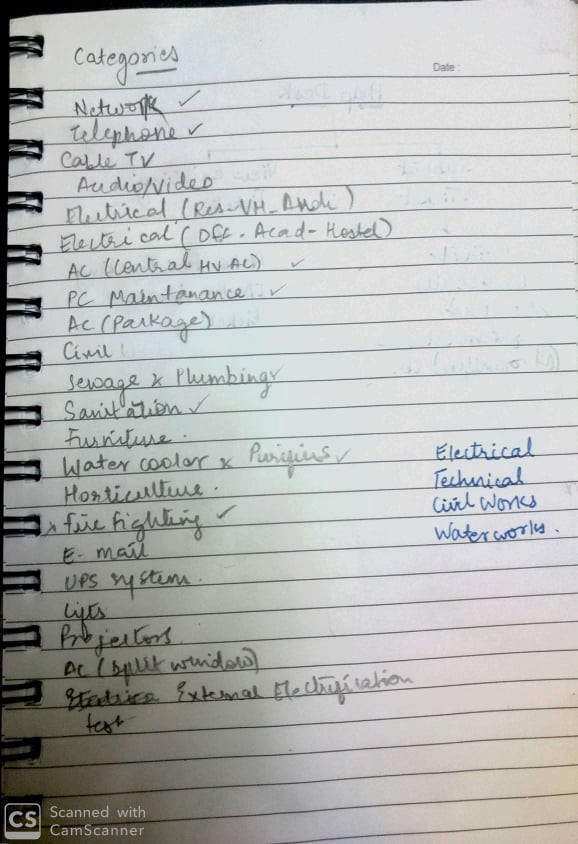 Categories
Date :
Network ✓
Telephone ✓
Cable TV
Audio/video
Electrical (Res-VH-Audi)
Electrical (Off - Acad - Hostel)
AC (Central HVAC) ✓
PC Maintanance ✓
AC (Package)
Civil
Sewage & Plumbing ✓
Sanitation ✓
Furniture.
Water cooler & Purifiers ✓
Horticulture.
x fire fighting ✓
E-mail
UPS system.
Lifts
Projectors
AC (split window)
External Electrification
test
Electrical
Technical
Civil Works
Waterworks.
CS Scanned with
CamScanner